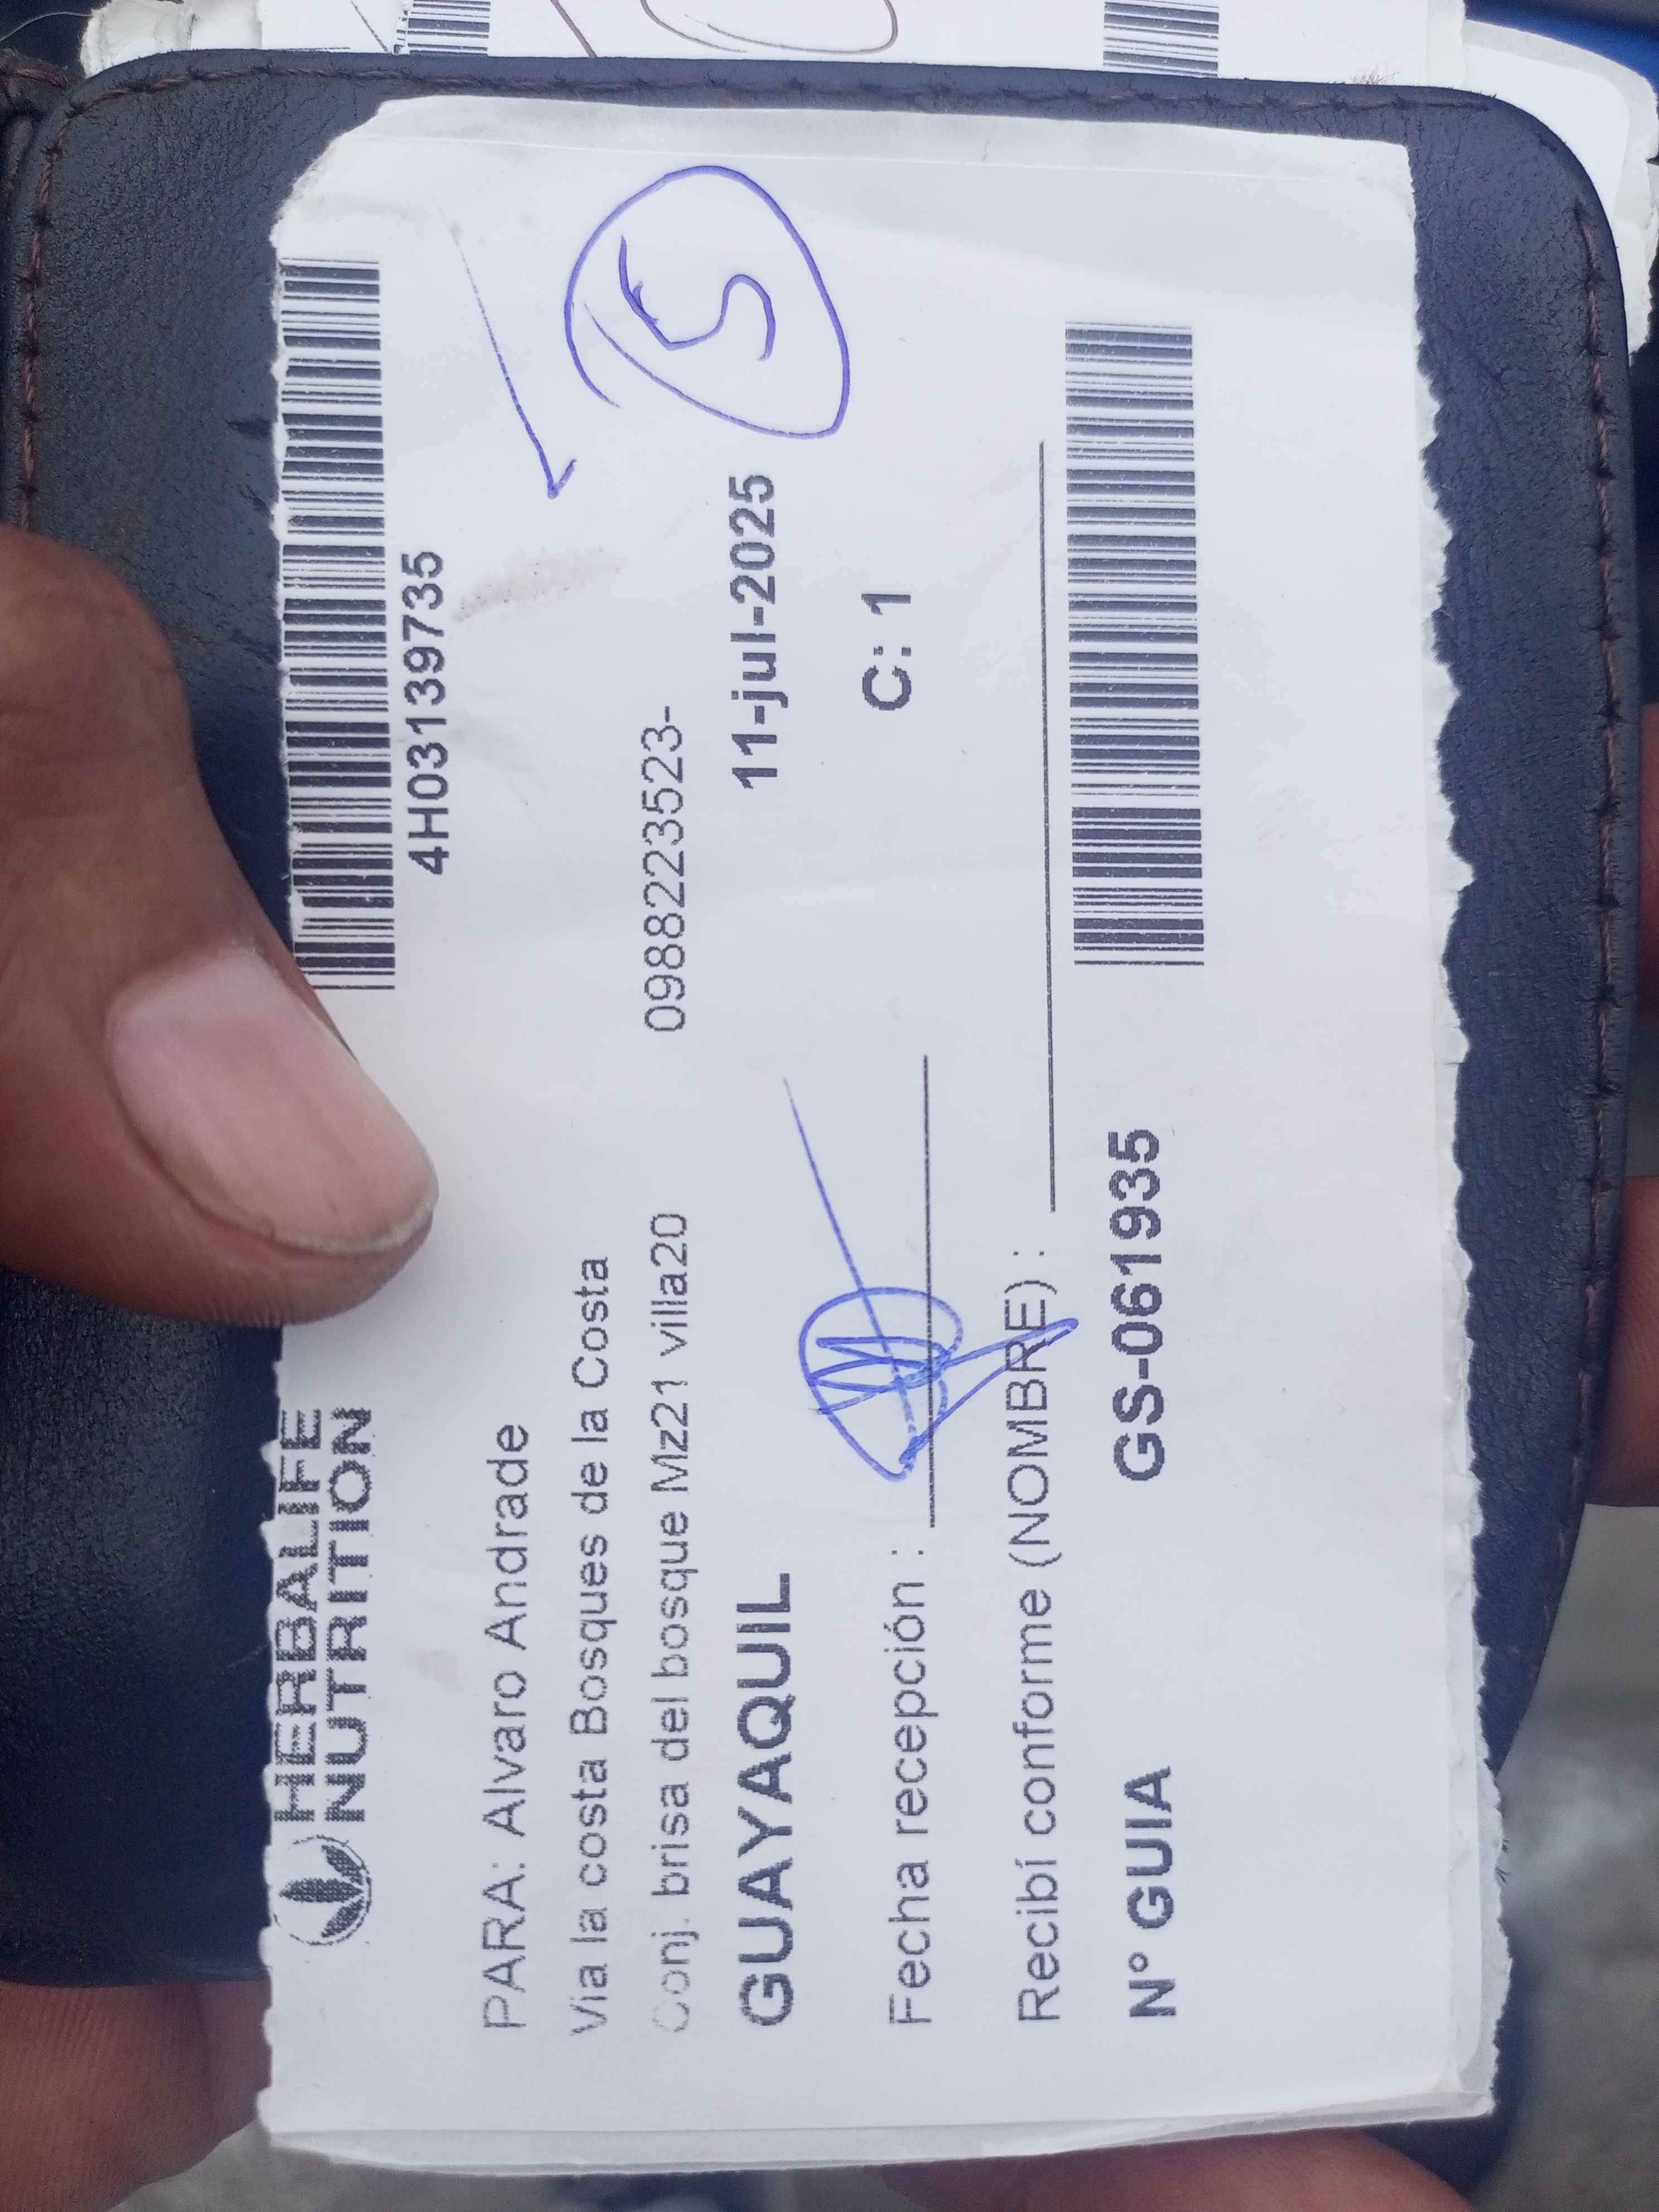 HERBALIFE
NUTRITION
4H03139735
PARA: Alvaro Andrade
Via la costa Bosques de la Costa
Conj. brisa del bosque Mz21 villa20 0988223523-
GUAYAQUIL 11-jul-2025
5
Fecha recepción : C: 1
Recibí conforme (NOMBRE) :
N° GUIA GS-061935